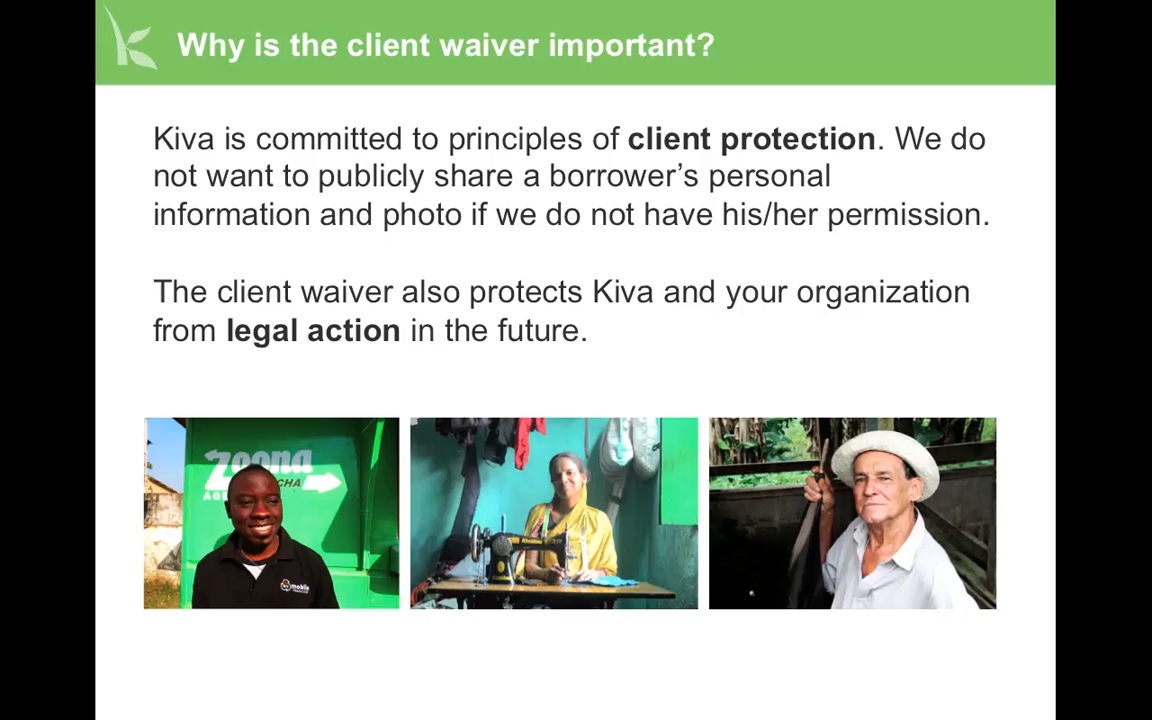 Why is the client waiver important?
Kiva is committed to principles of client protection. We do
not want to publicly share a borrower’s personal
information and photo if we do not have his/her permission.
The client waiver also protects Kiva and your organization
from legal action in the future.
Zoona
mobile